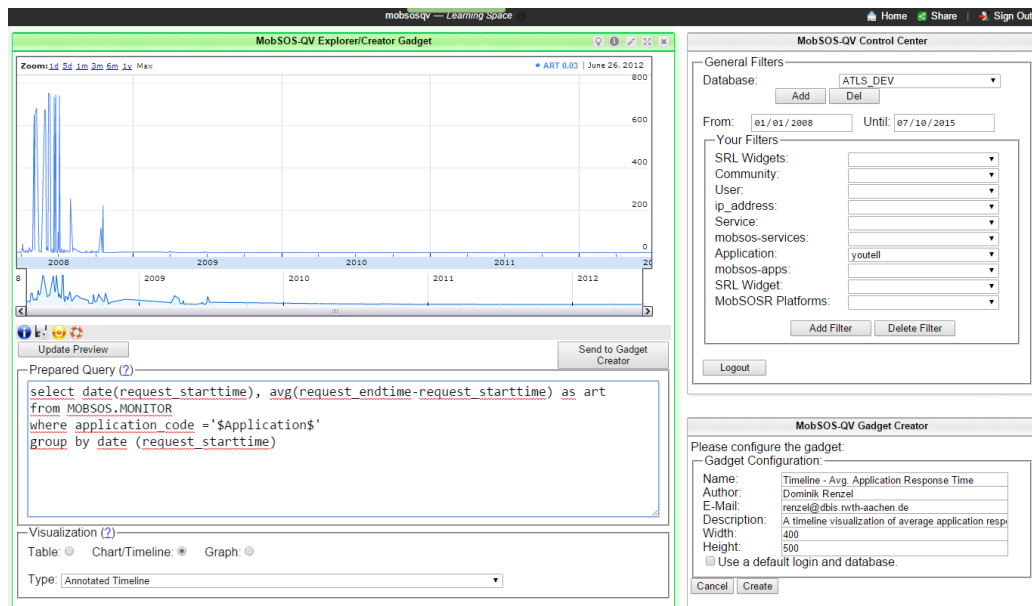 mobsosqv — Learning Space
Home Share Sign Out
MobSOS-QV Explorer/Creator Gadget
Zoom: 1d 5d 1m 3m 6m 1y Max
ART 0.03 | June 26, 2012
800
600
400
200
0
2008 2009 2010 2011 20
8 2009 2010 2011 2012
Update Preview
Send to Gadget
Creator
Prepared Query (?)
select date(request_starttime), avg(request_endtime-request_starttime) as art
from MOBSOS.MONITOR
where application_code ='$Application$'
group by date (request_starttime)
Visualization (?)
Table: Chart/Timeline: Graph:
Type: Annotated Timeline
MobSOS-QV Control Center
General Filters
Database: ATLS_DEV
Add Del
From: 01/01/2008 Until: 07/10/2015
Your Filters
SRL Widgets:
Community:
User:
ip_address:
Service:
mobsos-services:
Application: youtell
mobsos-apps:
SRL Widget:
MobSOSR Platforms:
Add Filter Delete Filter
Logout
MobSOS-QV Gadget Creator
Please configure the gadget:
Gadget Configuration:
Name: Timeline - Avg. Application Response Time
Author: Dominik Renzel
E-Mail: renzel@dbis.rwth-aachen.de
Description: A timeline visualization of average application resp
Width: 400
Height: 500
Use a default login and database.
Cancel Create